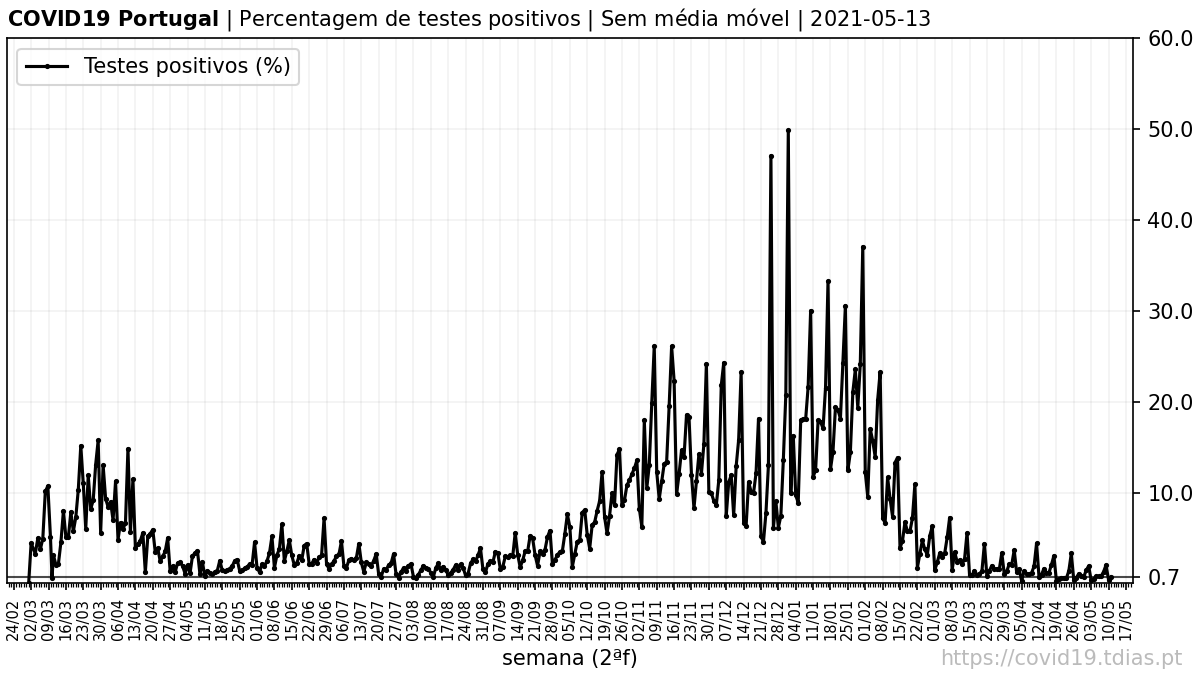 COVID19 Portugal | Percentagem de testes positivos | Sem média móvel | 2021-05-13
Testes positivos (%)
60.0
50.0
40.0
30.0
20.0
10.0
0.7
24/02 02/03 09/03 16/03 23/03 30/03 06/04 13/04 20/04 27/04 04/05 11/05 18/05 25/05 01/06 08/06 15/06 22/06 29/06 06/07 13/07 20/07 27/07 03/08 10/08 17/08 24/08 31/08 07/09 14/09 21/09 28/09 05/10 12/10 19/10 26/10 02/11 09/11 16/11 23/11 30/11 07/12 14/12 21/12 28/12 04/01 11/01 18/01 25/01 01/02 08/02 15/02 22/02 01/03 08/03 15/03 22/03 29/03 05/04 12/04 19/04 26/04 03/05 10/05 17/05
semana (2ªf)
https://covid19.tdias.pt